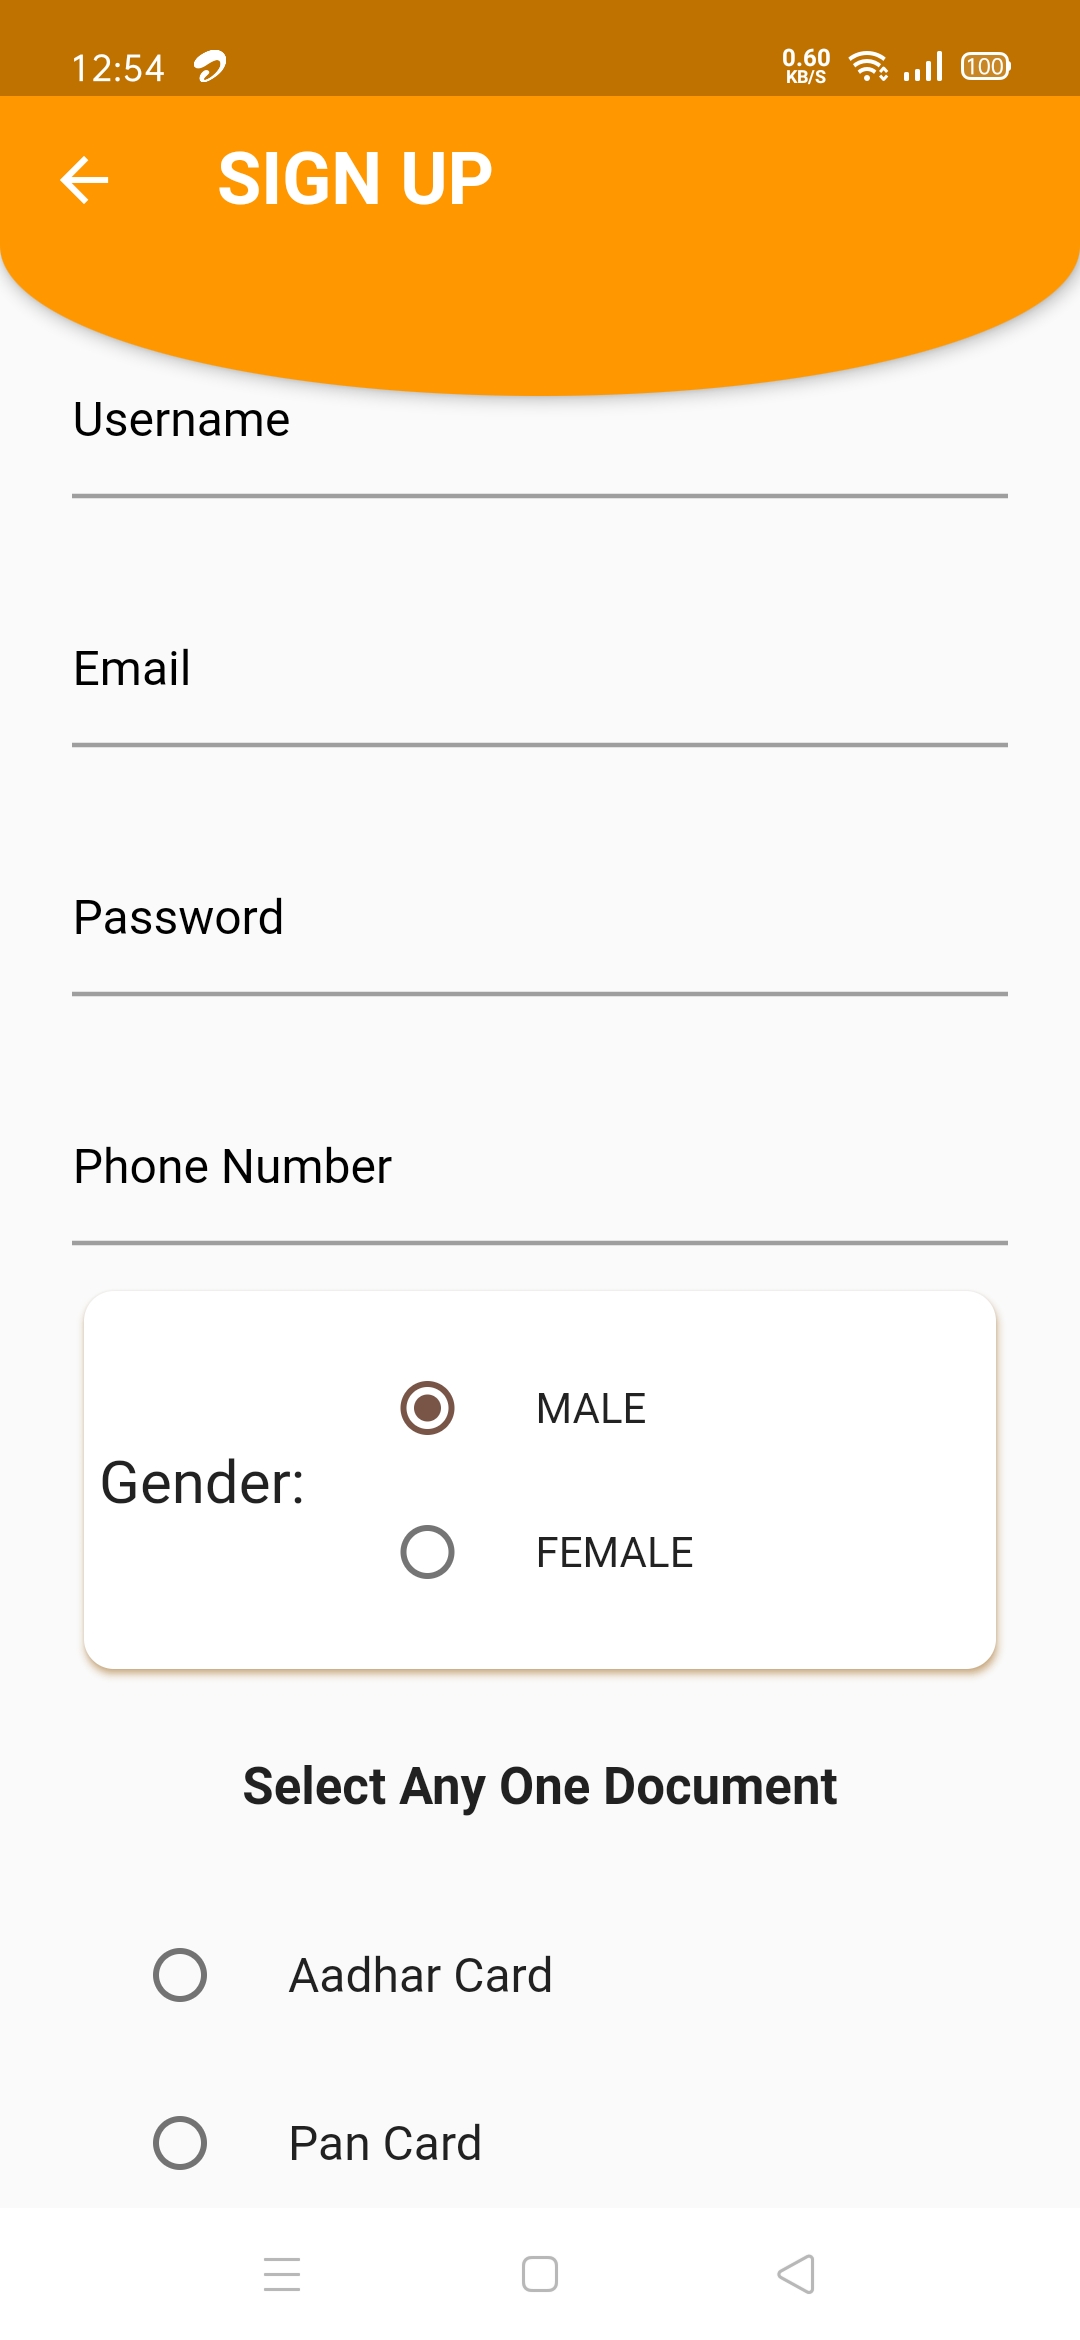 12:54
0.60
KB/S
100
SIGN UP
Username
Email
Password
Phone Number
MALE
Gender:
FEMALE
Select Any One Document
Aadhar Card
Pan Card